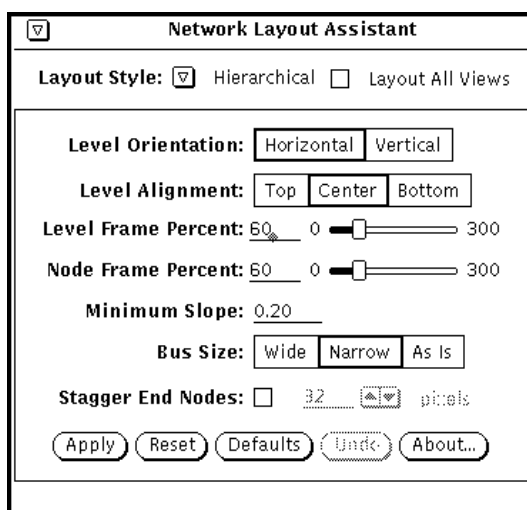 Network Layout Assistant
Layout Style: Hierarchical Layout All Views
Level Orientation: Horizontal Vertical
Level Alignment: Top Center Bottom
Level Frame Percent: 60 0 300
Node Frame Percent: 60 0 300
Minimum Slope: 0.20
Bus Size: Wide Narrow As Is
Stagger End Nodes: 32 pixels
Apply Reset Defaults Undo About...